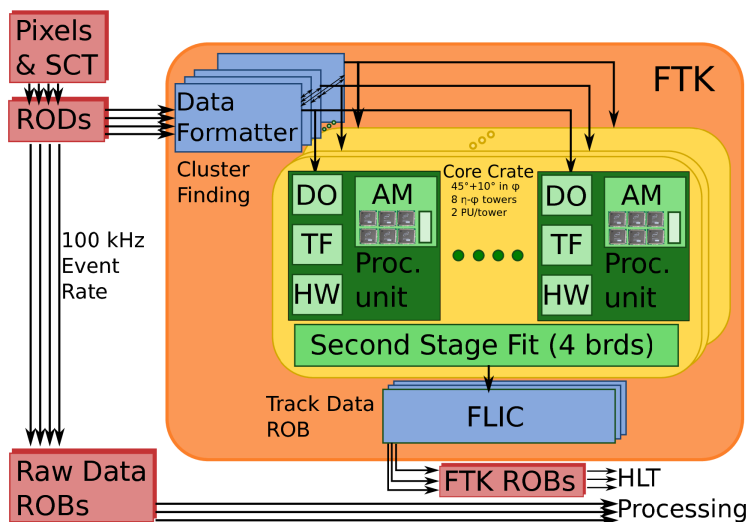 Pixels
& SCT
FTK
RODs
Data
Formatter
Cluster
Finding
Core Crate
45°+10° in φ
8 η-φ towers
2 PU/tower
DO
AM
TF
Proc.
unit
HW
DO
AM
TF
Proc.
unit
HW
100 kHz
Event
Rate
Second Stage Fit (4 brds)
Track Data
ROB
FLIC
Raw Data
ROBs
FTK ROBs
HLT
Processing